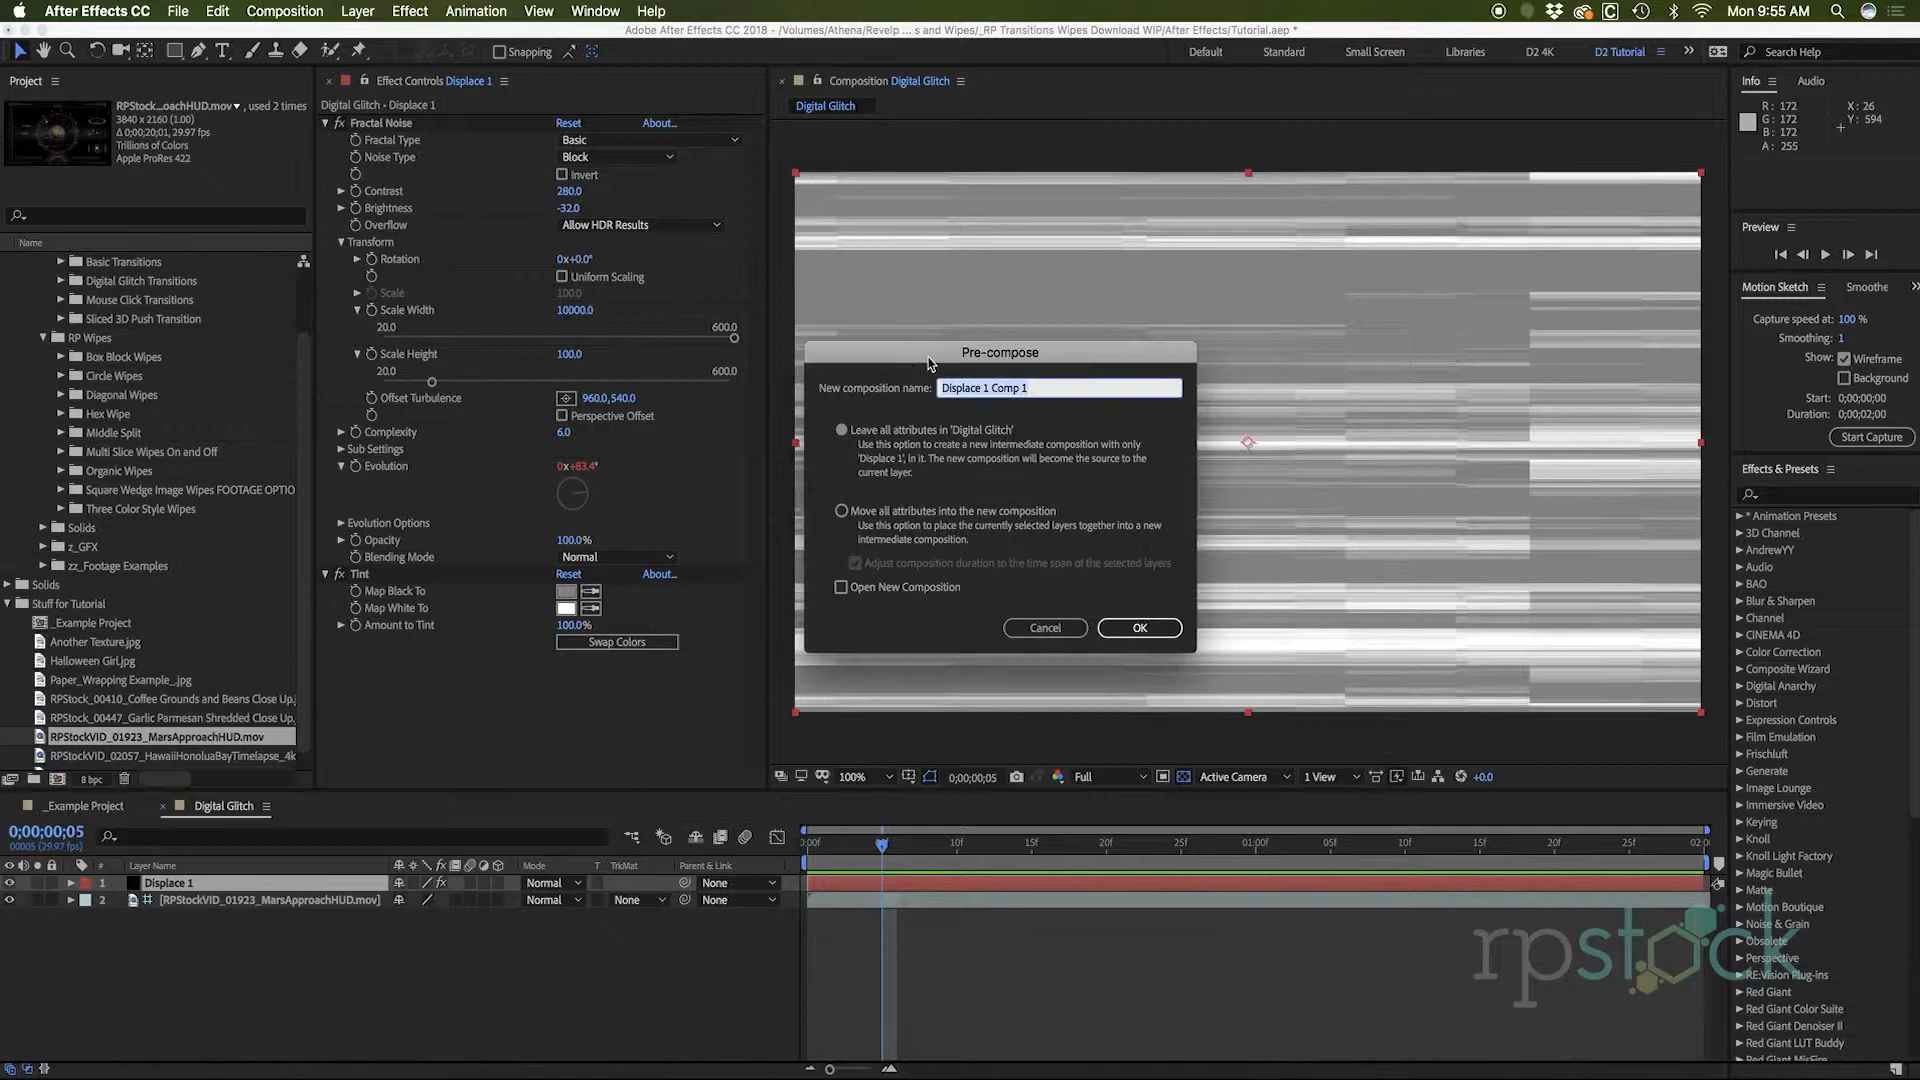 After Effects CC File Edit Composition Layer Effect Animation View Window Help
Mon 9:55 AM
Adobe After Effects CC 2018 - /Volumes/Athena/Revelp ... s and Wipes/_RP Transitions Wipes Download WIP/After Effects/Tutorial.aep *
Snapping
Default Standard Small Screen Libraries D2 4K D2 Tutorial Search Help
Project
RPStock...oachHUD.mov , used 2 times
3840 x 2160 (1.00)
Δ 0;00;20;01, 29.97 fps
Trillions of Colors
Apple ProRes 422
Name
Basic Transitions
Digital Glitch Transitions
Mouse Click Transitions
Sliced 3D Push Transition
RP Wipes
Box Block Wipes
Circle Wipes
Diagonal Wipes
Hex Wipe
Middle Split
Multi Slice Wipes On and Off
Organic Wipes
Square Wedge Image Wipes FOOTAGE OPTIO
Three Color Style Wipes
Solids
z_GFX
zz_Footage Examples
Solids
Stuff for Tutorial
_Example Project
Another Texture.jpg
Halloween Girl.jpg
Paper_Wrapping Example_.jpg
RPStock_00410_Coffee Grounds and Beans Close Up.j
RPStock_00447_Garlic Parmesan Shredded Close Up.
RPStockVID_01923_MarsApproachHUD.mov
RPStockVID_02057_HawaiiHonoluaBayTimelapse_4k
8 bpc
Effect Controls Displace 1
Digital Glitch • Displace 1
fx Fractal Noise Reset About...
Fractal Type Basic
Noise Type Block
Invert
Contrast 280.0
Brightness -32.0
Overflow Allow HDR Results
Transform
Rotation 0x+0.0°
Uniform Scaling
Scale 100.0
Scale Width 10000.0
20.0 600.0
Scale Height 100.0
20.0 600.0
Offset Turbulence 960.0,540.0
Perspective Offset
Complexity 6.0
Sub Settings
Evolution 0x+83.4°
Evolution Options
Opacity 100.0%
Blending Mode Normal
fx Tint Reset About...
Map Black To
Map White To
Amount to Tint 100.0%
Swap Colors
Composition Digital Glitch
Digital Glitch
Pre-compose
New composition name: Displace 1 Comp 1
Leave all attributes in 'Digital Glitch'
Use this option to create a new intermediate composition with only
'Displace 1', in it. The new composition will become the source to the
current layer.
Move all attributes into the new composition
Use this option to place the currently selected layers together into a new
intermediate composition.
Adjust composition duration to the time span of the selected layers
Open New Composition
Cancel OK
100% 0;00;00;05 Full Active Camera 1 View +0.0
Info Audio
R: 172 X: 26
G: 172 Y: 594
B: 172
A: 255
Preview
Motion Sketch Smoothe
Capture speed at: 100 %
Smoothing: 1
Show: Wireframe
Background
Start: 0;00;00;00
Duration: 0;00;02;00
Start Capture
Effects & Presets
* Animation Presets
3D Channel
AndrewYY
Audio
BAO
Blur & Sharpen
Channel
CINEMA 4D
Color Correction
Composite Wizard
Digital Anarchy
Distort
Expression Controls
Film Emulation
Frischluft
Generate
Image Lounge
Immersive Video
Keying
Knoll
Knoll Light Factory
Magic Bullet
Matte
Motion Boutique
Noise & Grain
Obsolete
Perspective
RE:Vision Plug-ins
Red Giant
Red Giant Color Suite
Red Giant Denoiser II
Red Giant LUT Buddy
Red Giant MisFire
_Example Project Digital Glitch
0;00;00;05
00005 (29.97 fps)
# Layer Name fx Mode T TrkMat Parent & Link
1 Displace 1 fx Normal None
2 [RPStockVID_01923_MarsApproachHUD.mov] Normal None None
0:00f 10f 15f 20f 25f 01:00f 05f 10f 15f 20f 25f 02:00
rpstock